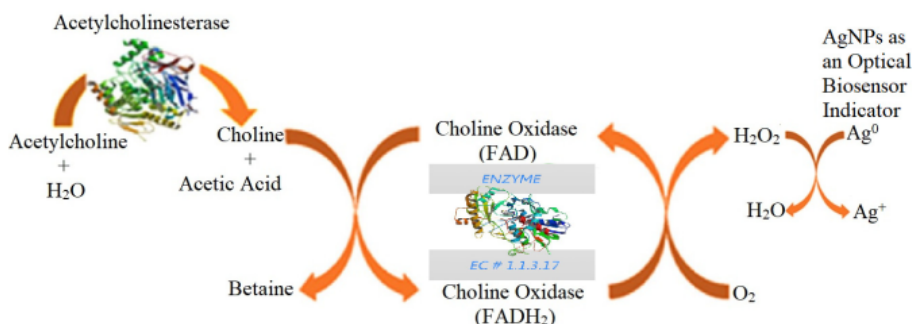 Acetylcholinesterase
Acetylcholine
+
H₂O
Choline
+
Acetic Acid
Betaine
Choline Oxidase
(FAD)
ENZYME
EC # 1.1.3.17
Choline Oxidase
(FADH₂)
AgNPs as
an Optical
Biosensor
Indicator
H₂O₂
Ag⁰
H₂O
Ag⁺
O₂